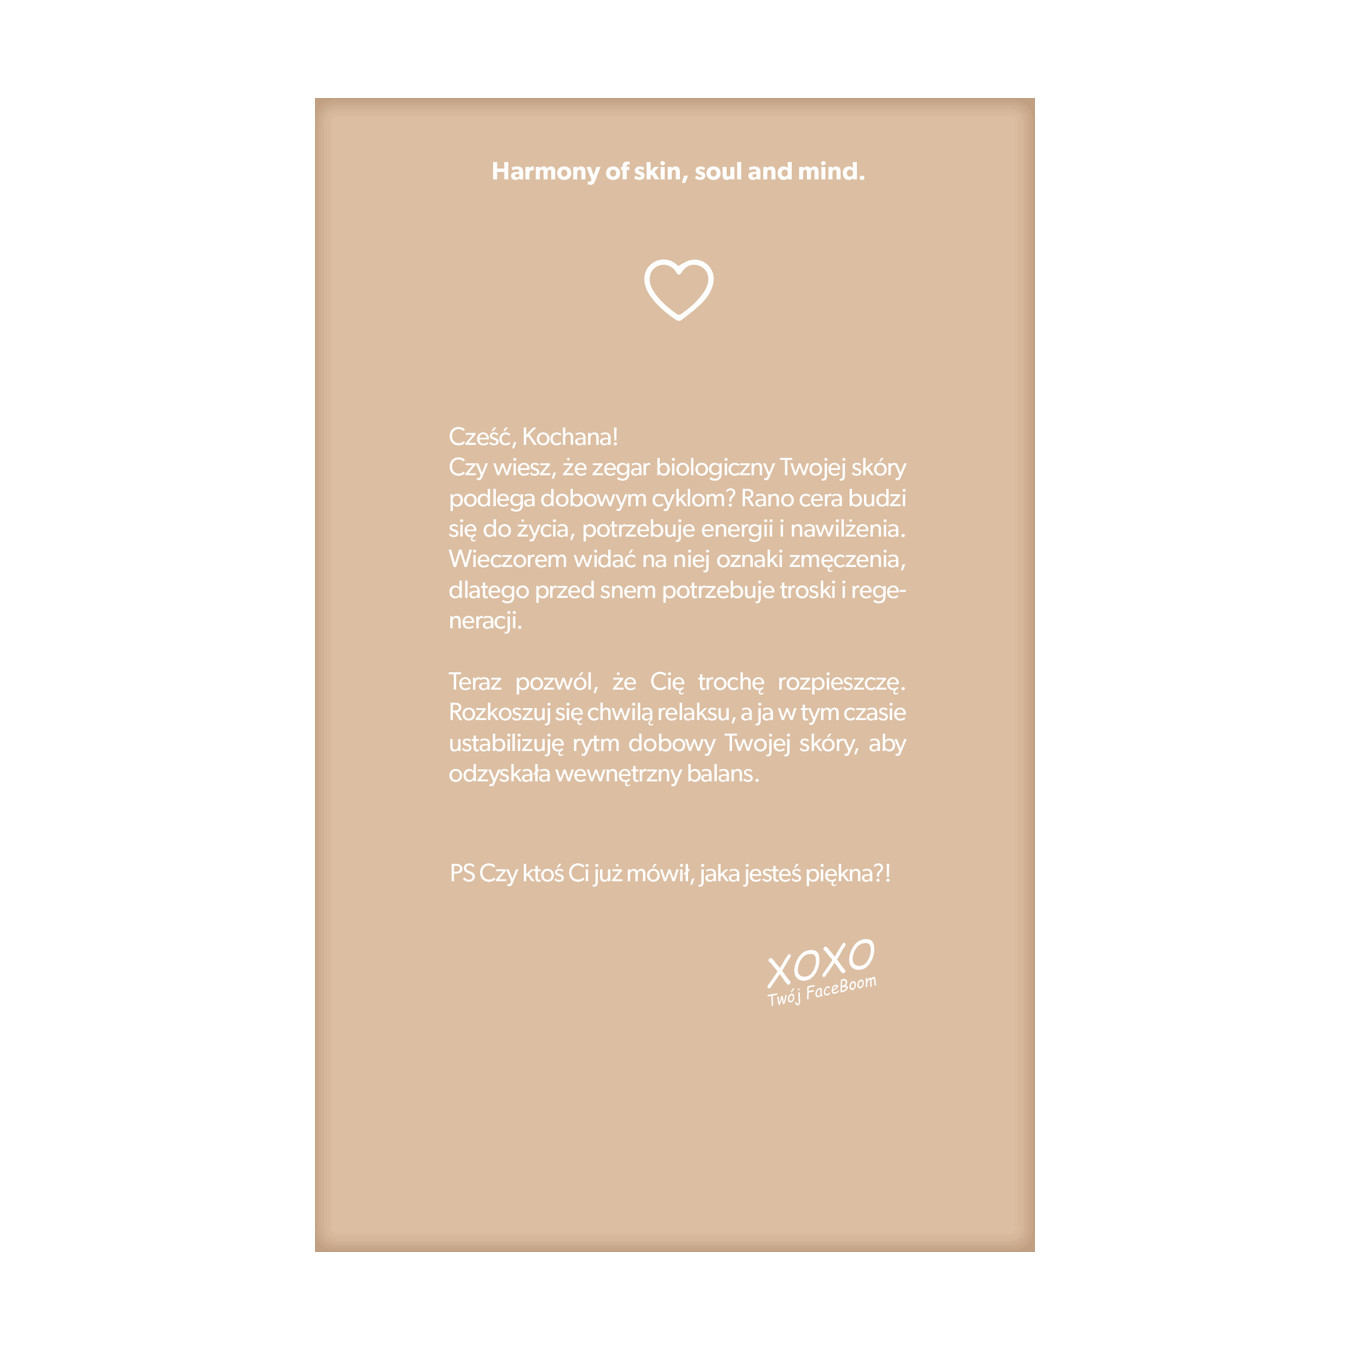 Harmony of skin, soul and mind.
Cześć, Kochana!
Czy wiesz, że zegar biologiczny Twojej skóry
podlega dobowym cyklom? Rano cera budzi
się do życia, potrzebuje energii i nawilżenia.
Wieczorem widać na niej oznaki zmęczenia,
dlatego przed snem potrzebuje troski i rege-
neracji.
Teraz pozwól, że Cię trochę rozpieszczę.
Rozkoszuj się chwilą relaksu, a ja w tym czasie
ustabilizuję rytm dobowy Twojej skóry, aby
odzyskała wewnętrzny balans.
PS Czy ktoś Ci już mówił, jaka jesteś piękna?!
XOXO
Twój FaceBoom